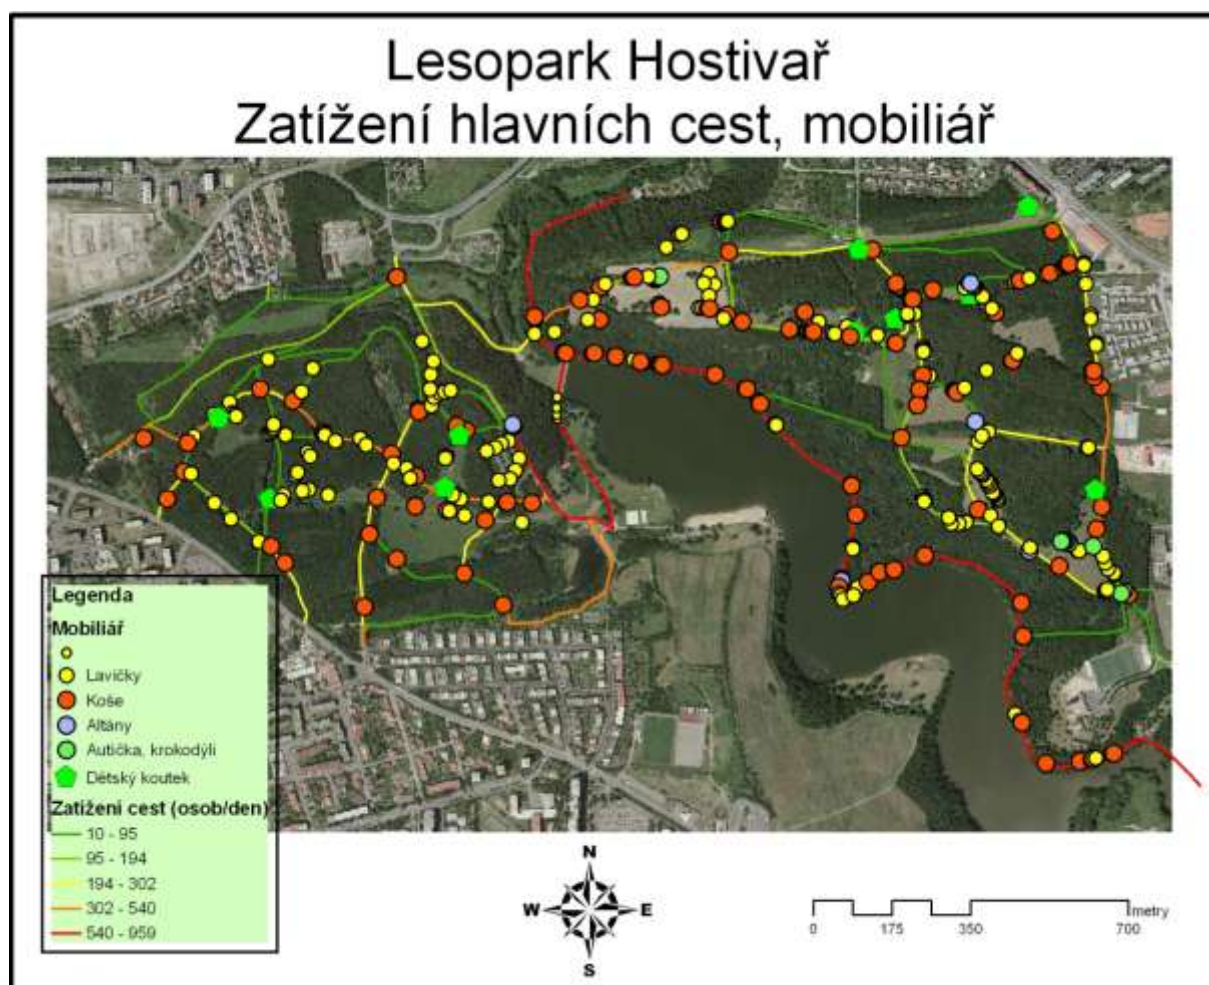 Lesopark Hostivař
Zatížení hlavních cest, mobiliář
Legenda
Mobiliář
Lavičky
Koše
Altány
Autíčka, krokodýli
Dětský koutek
Zatížení cest (osob/den)
10 - 95
95 - 194
194 - 302
302 - 540
540 - 959
N
W E
S
metry
0 175 350 700